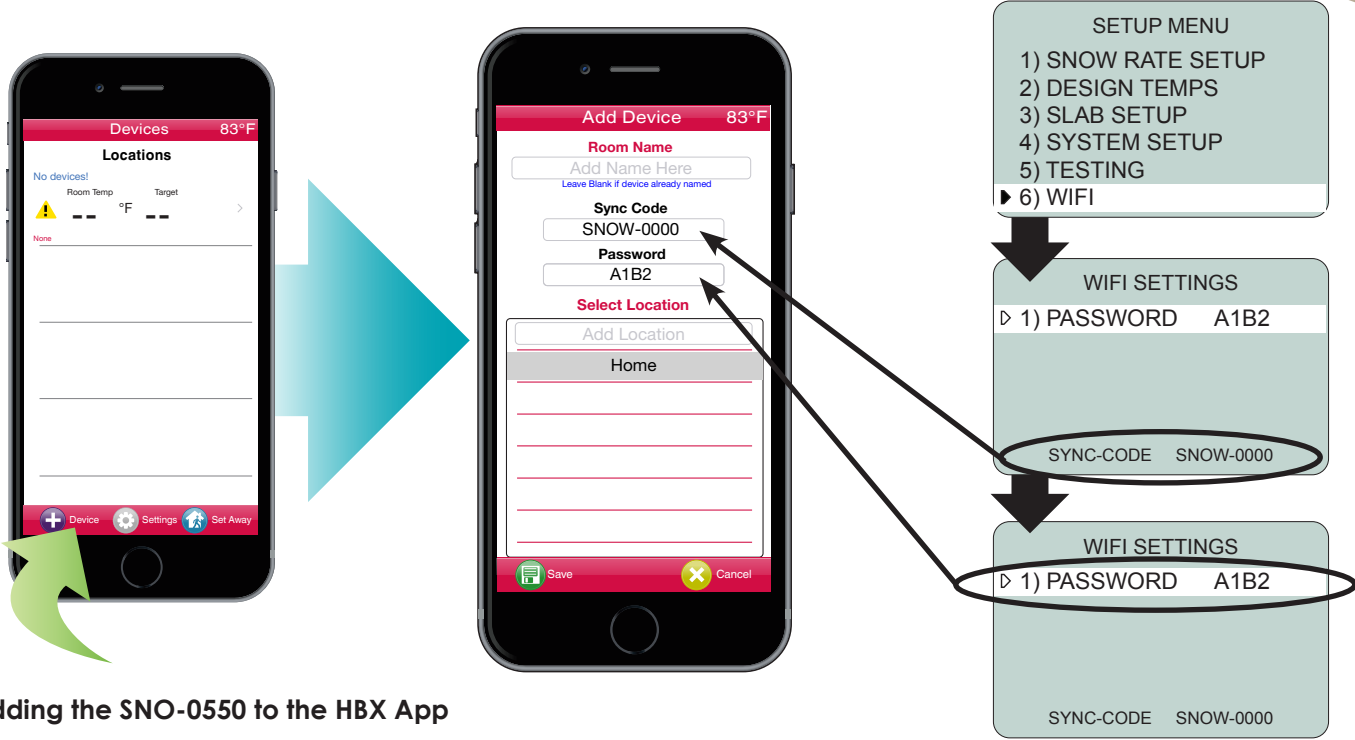 Devices 83°F
Locations
No devices!
Room Temp Target
-- °F --
None
Device Settings Set Away
Add Device 83°F
Room Name
Add Name Here
Leave Blank if device already named
Sync Code
SNOW-0000
Password
A1B2
Select Location
Add Location
Home
Save Cancel
SETUP MENU
1) SNOW RATE SETUP
2) DESIGN TEMPS
3) SLAB SETUP
4) SYSTEM SETUP
5) TESTING
6) WIFI
WIFI SETTINGS
1) PASSWORD A1B2
SYNC-CODE SNOW-0000
WIFI SETTINGS
1) PASSWORD A1B2
SYNC-CODE SNOW-0000
dding the SNO-0550 to the HBX App